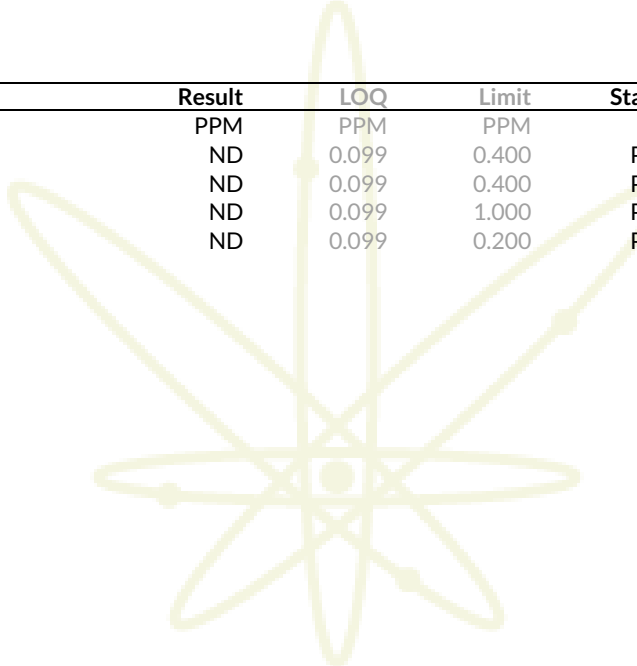 Result LOQ Limit Sta
PPM PPM PPM
ND 0.099 0.400 P
ND 0.099 0.400 P
ND 0.099 1.000 P
ND 0.099 0.200 P